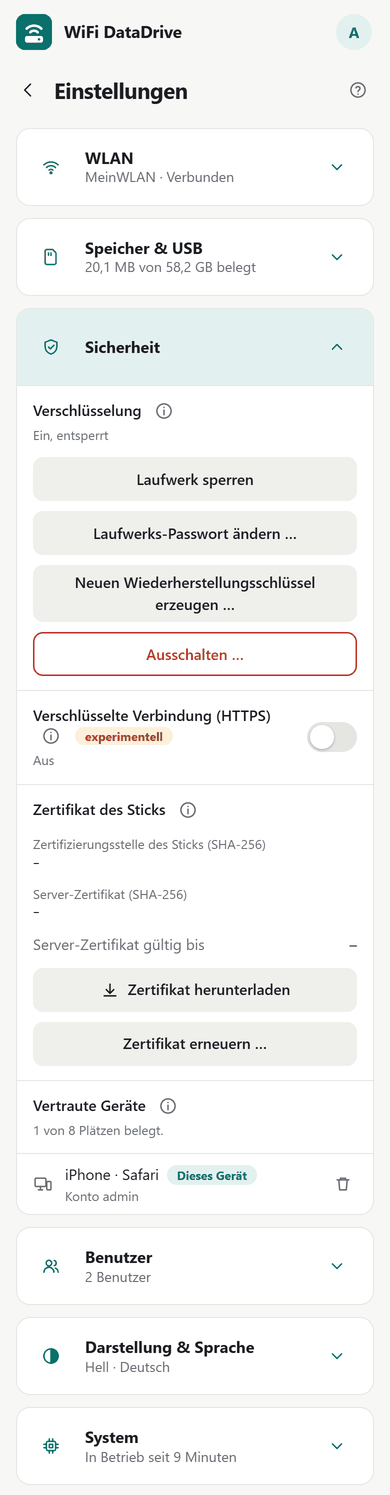 WiFi DataDrive
A
Einstellungen
WLAN
MeinWLAN · Verbunden
Speicher & USB
20,1 MB von 58,2 GB belegt
Sicherheit
Verschlüsselung
Ein, entsperrt
Laufwerk sperren
Laufwerks-Passwort ändern ...
Neuen Wiederherstellungsschlüssel
erzeugen ...
Ausschalten ...
Verschlüsselte Verbindung (HTTPS)
experimentell
Aus
Zertifikat des Sticks
Zertifizierungsstelle des Sticks (SHA-256)
–
Server-Zertifikat (SHA-256)
–
Server-Zertifikat gültig bis –
Zertifikat herunterladen
Zertifikat erneuern ...
Vertraute Geräte
1 von 8 Plätzen belegt.
iPhone · Safari Dieses Gerät
Konto admin
Benutzer
2 Benutzer
Darstellung & Sprache
Hell · Deutsch
System
In Betrieb seit 9 Minuten